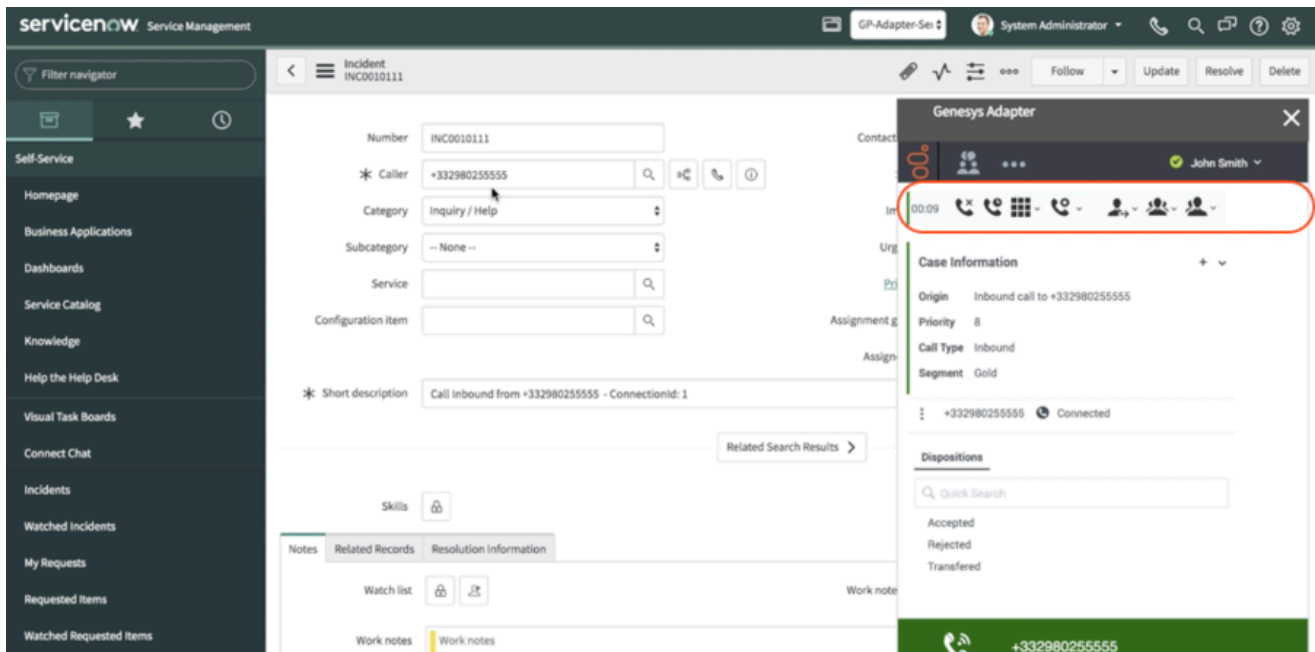 servicenow Service Management
GP-Adapter-Sei
System Administrator
Filter navigator
Self-Service
Homepage
Business Applications
Dashboards
Service Catalog
Knowledge
Help the Help Desk
Visual Task Boards
Connect Chat
Incidents
Watched Incidents
My Requests
Requested Items
Watched Requested Items
Incident
INC0010111
Follow
Update
Resolve
Delete
Number
INC0010111
Contact
Caller
+332980255555
Category
Inquiry / Help
Im
Subcategory
-- None --
Urg
Service
Pri
Configuration item
Assignment g
Assign
Short description
Call Inbound from +332980255555 - ConnectionId: 1
Related Search Results
Skills
Notes
Related Records
Resolution Information
Watch list
Work note
Work notes
Work notes
Genesys Adapter
John Smith
00:09
Case Information
Origin Inbound call to +332980255555
Priority 8
Call Type Inbound
Segment Gold
+332980255555 Connected
Dispositions
Quick Search
Accepted
Rejected
Transfered
+332980255555